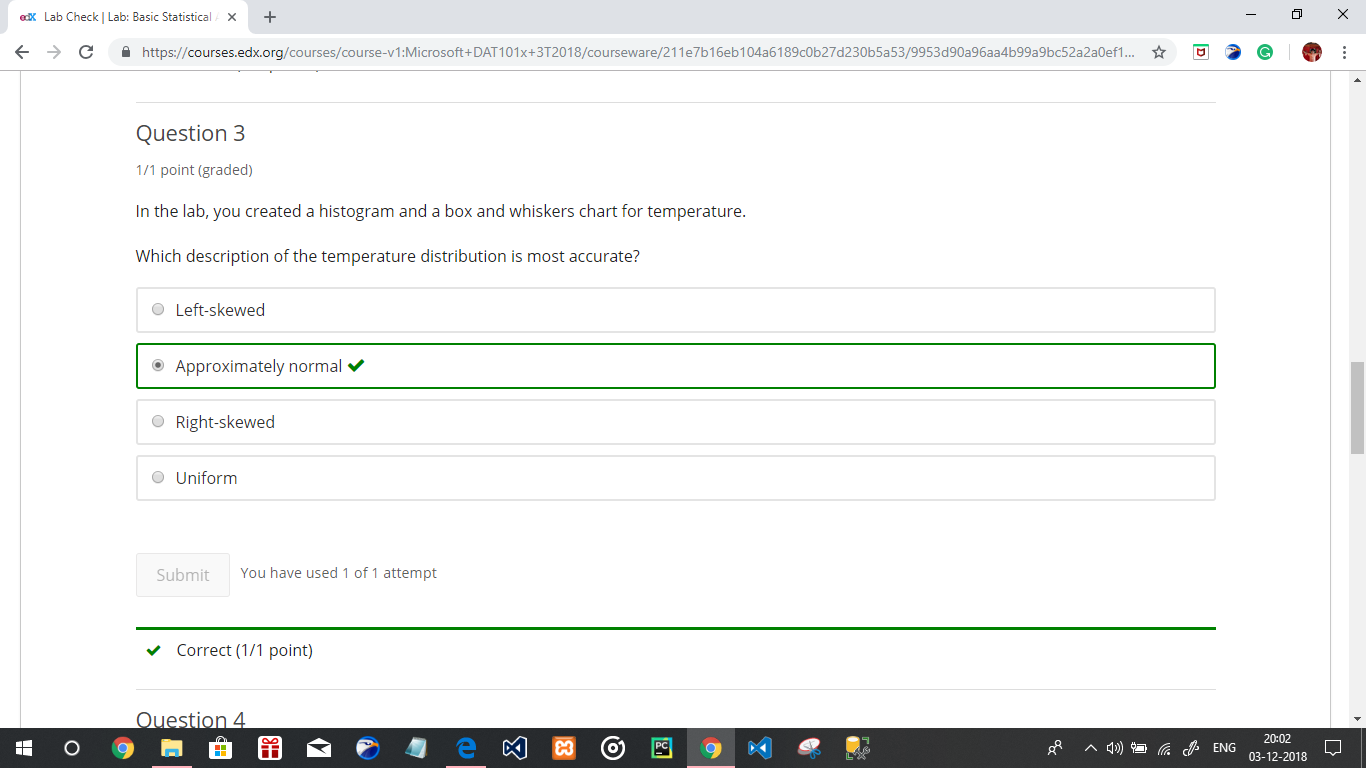 edX Lab Check | Lab: Basic Statistical
https://courses.edx.org/courses/course-v1:Microsoft+DAT101x+3T2018/courseware/211e7b16eb104a6189c0b27d230b5a53/9953d90a96aa4b99a9bc52a2a0ef1...
Question 3
1/1 point (graded)
In the lab, you created a histogram and a box and whiskers chart for temperature.
Which description of the temperature distribution is most accurate?
Left-skewed
Approximately normal
Right-skewed
Uniform
Submit You have used 1 of 1 attempt
Correct (1/1 point)
Question 4
PC
ENG
20:02
03-12-2018